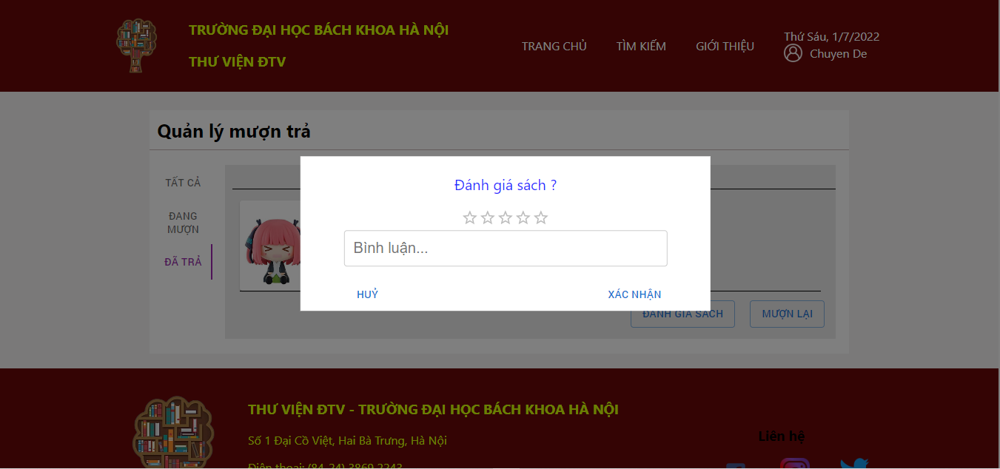 TRƯỜNG ĐẠI HỌC BÁCH KHOA HÀ NỘI
THƯ VIỆN ĐTV
TRANG CHỦ
TÌM KIẾM
GIỚI THIỆU
Thứ Sáu, 1/7/2022
Chuyen De
Quản lý mượn trả
TẤT CẢ
ĐANG
MƯỢN
ĐÃ TRẢ
Đánh giá sách ?
Bình luận...
HUỶ
XÁC NHẬN
ĐÁNH GIÁ SÁCH
MƯỢN LẠI
THƯ VIỆN ĐTV - TRƯỜNG ĐẠI HỌC BÁCH KHOA HÀ NỘI
Số 1 Đại Cồ Việt, Hai Bà Trưng, Hà Nội
Điện thoại: (84-24) 3869 2243
Liên hệ